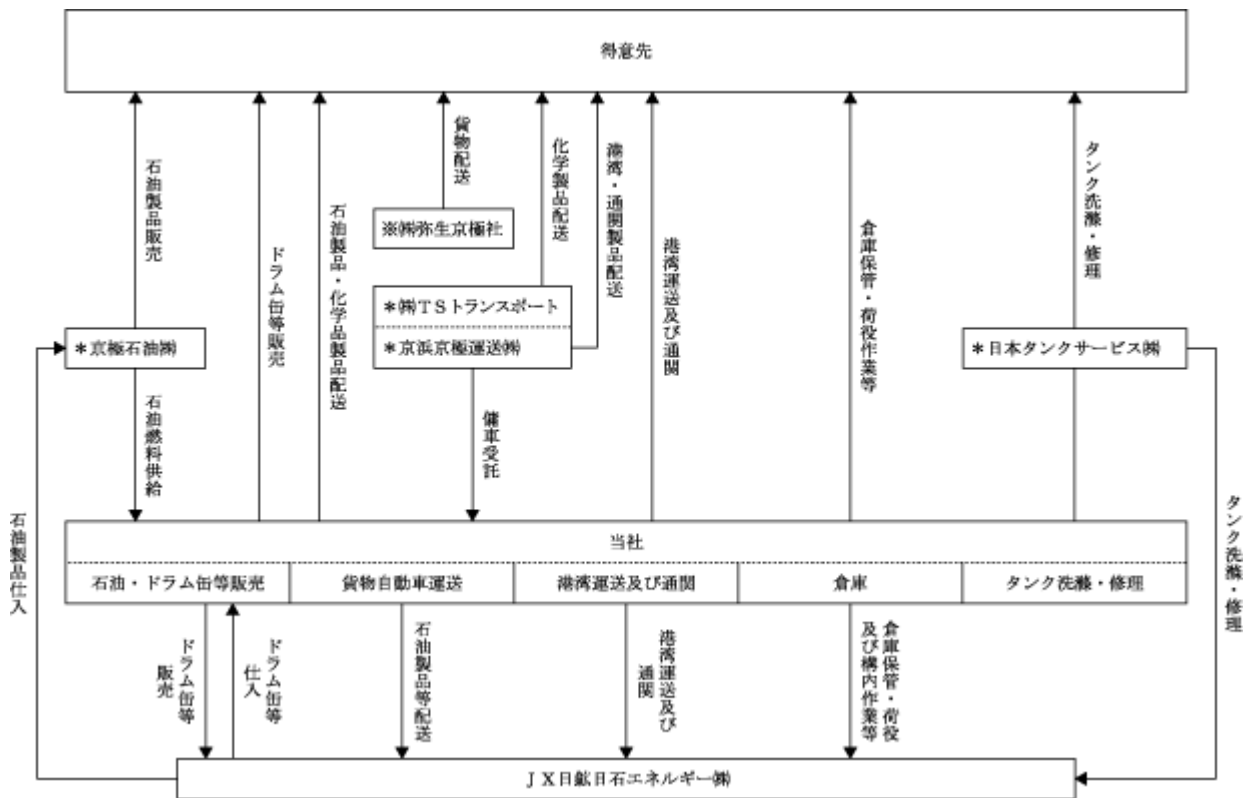 得意先
石油製品販売
ドラム缶等販売
石油製品・化学品製品配送
貨物配送
化学製品配送
港湾・通関製品配送
港湾運送及び通関
倉庫保管・荷役作業等
タンク洗滌・修理
※㈱弥生京極社
*㈱TSトランスポート
*京浜京極運送㈱
*京極石油㈱
*日本タンクサービス㈱
石油燃料供給
傭車受託
石油製品仕入
タンク洗滌・修理
当社
石油・ドラム缶等販売
貨物自動車運送
港湾運送及び通関
倉庫
タンク洗滌・修理
ドラム缶等
販売
ドラム缶等
仕入
石油製品等配送
港湾運送及び
通関
倉庫保管・荷役
及び構内作業等
JX日鉱日石エネルギー㈱